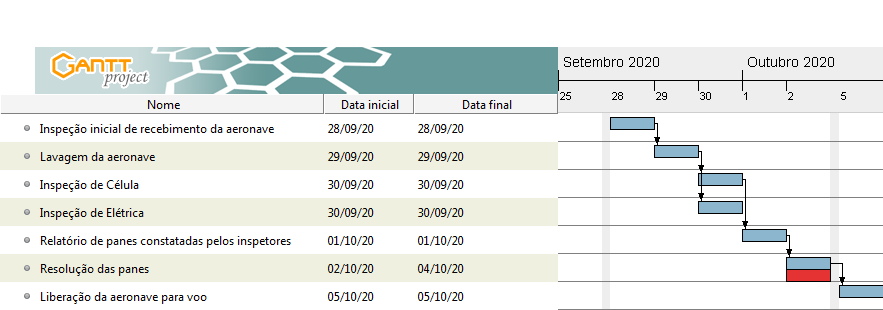 GANTT
project
Setembro 2020 Outubro 2020
25 28 29 30 1 2 5
Nome Data inicial Data final
Inspeção inicial de recebimento da aeronave 28/09/20 28/09/20
Lavagem da aeronave 29/09/20 29/09/20
Inspeção de Célula 30/09/20 30/09/20
Inspeção de Elétrica 30/09/20 30/09/20
Relatório de panes constatadas pelos inspetores 01/10/20 01/10/20
Resolução das panes 02/10/20 04/10/20
Liberação da aeronave para voo 05/10/20 05/10/20